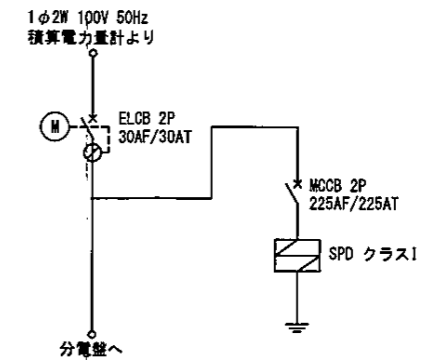 1φ2W 100V 50Hz
積算電力量計より
M
ELCB 2P
30AF/30AT
MCCB 2P
225AF/225AT
SPD クラスI
分電盤へ